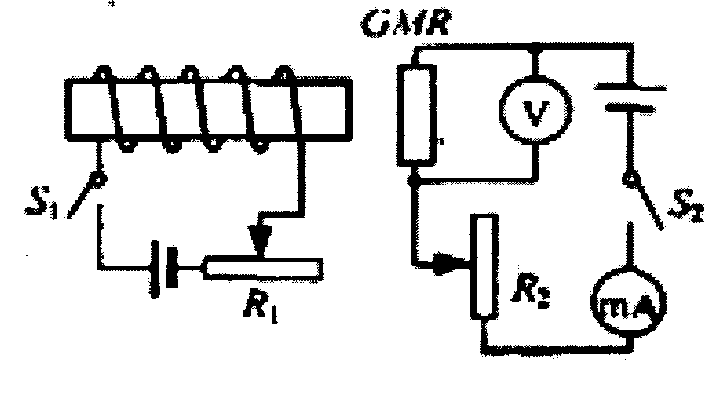 GMR
V
S₁
S₂
R₁
R₂
mA